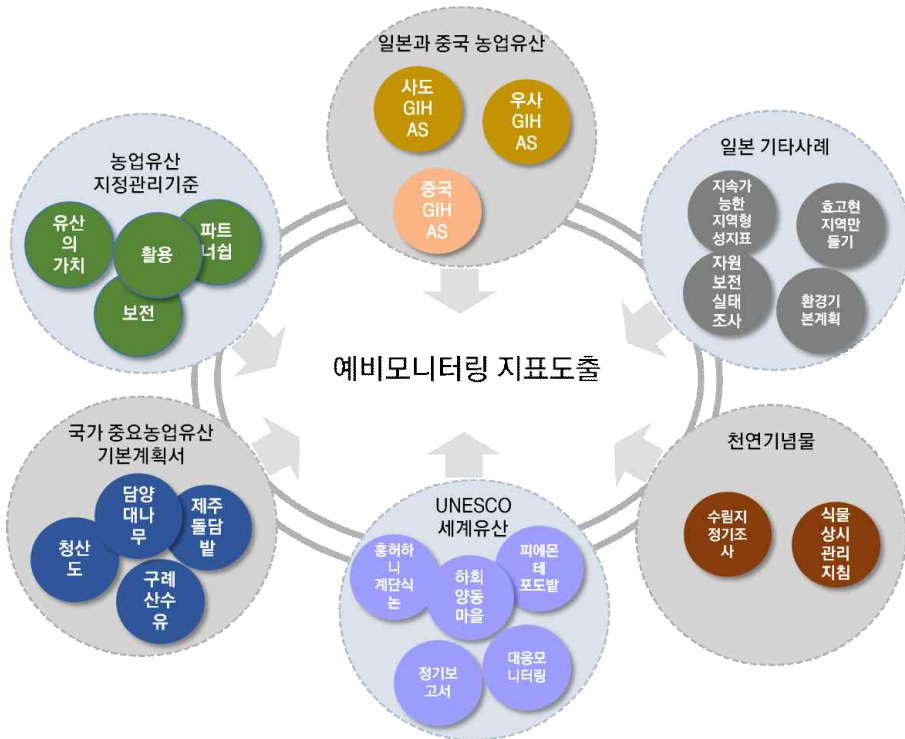 일본과 중국 농업유산
사도
GIH
AS
우사
GIH
AS
중국
GIH
AS
농업유산
지정관리기준
유산
의
가치
활용
파트
너쉽
보전
일본 기타사례
지속가
능한
지역형
성지표
효고현
지역만
들기
자원
보전
실태
조사
환경기
본계획
예비모니터링 지표도출
국가 중요농업유산
기본계획서
담양
대나
무
제주
돌담
밭
청산
도
구례
산수
유
UNESCO
세계유산
홍허하
니
계단식
논
하회
양동
마을
피에몬
테
포도밭
정기보
고서
대응모
니터링
천연기념물
수림지
정기조
사
식물
상시
관리
지침